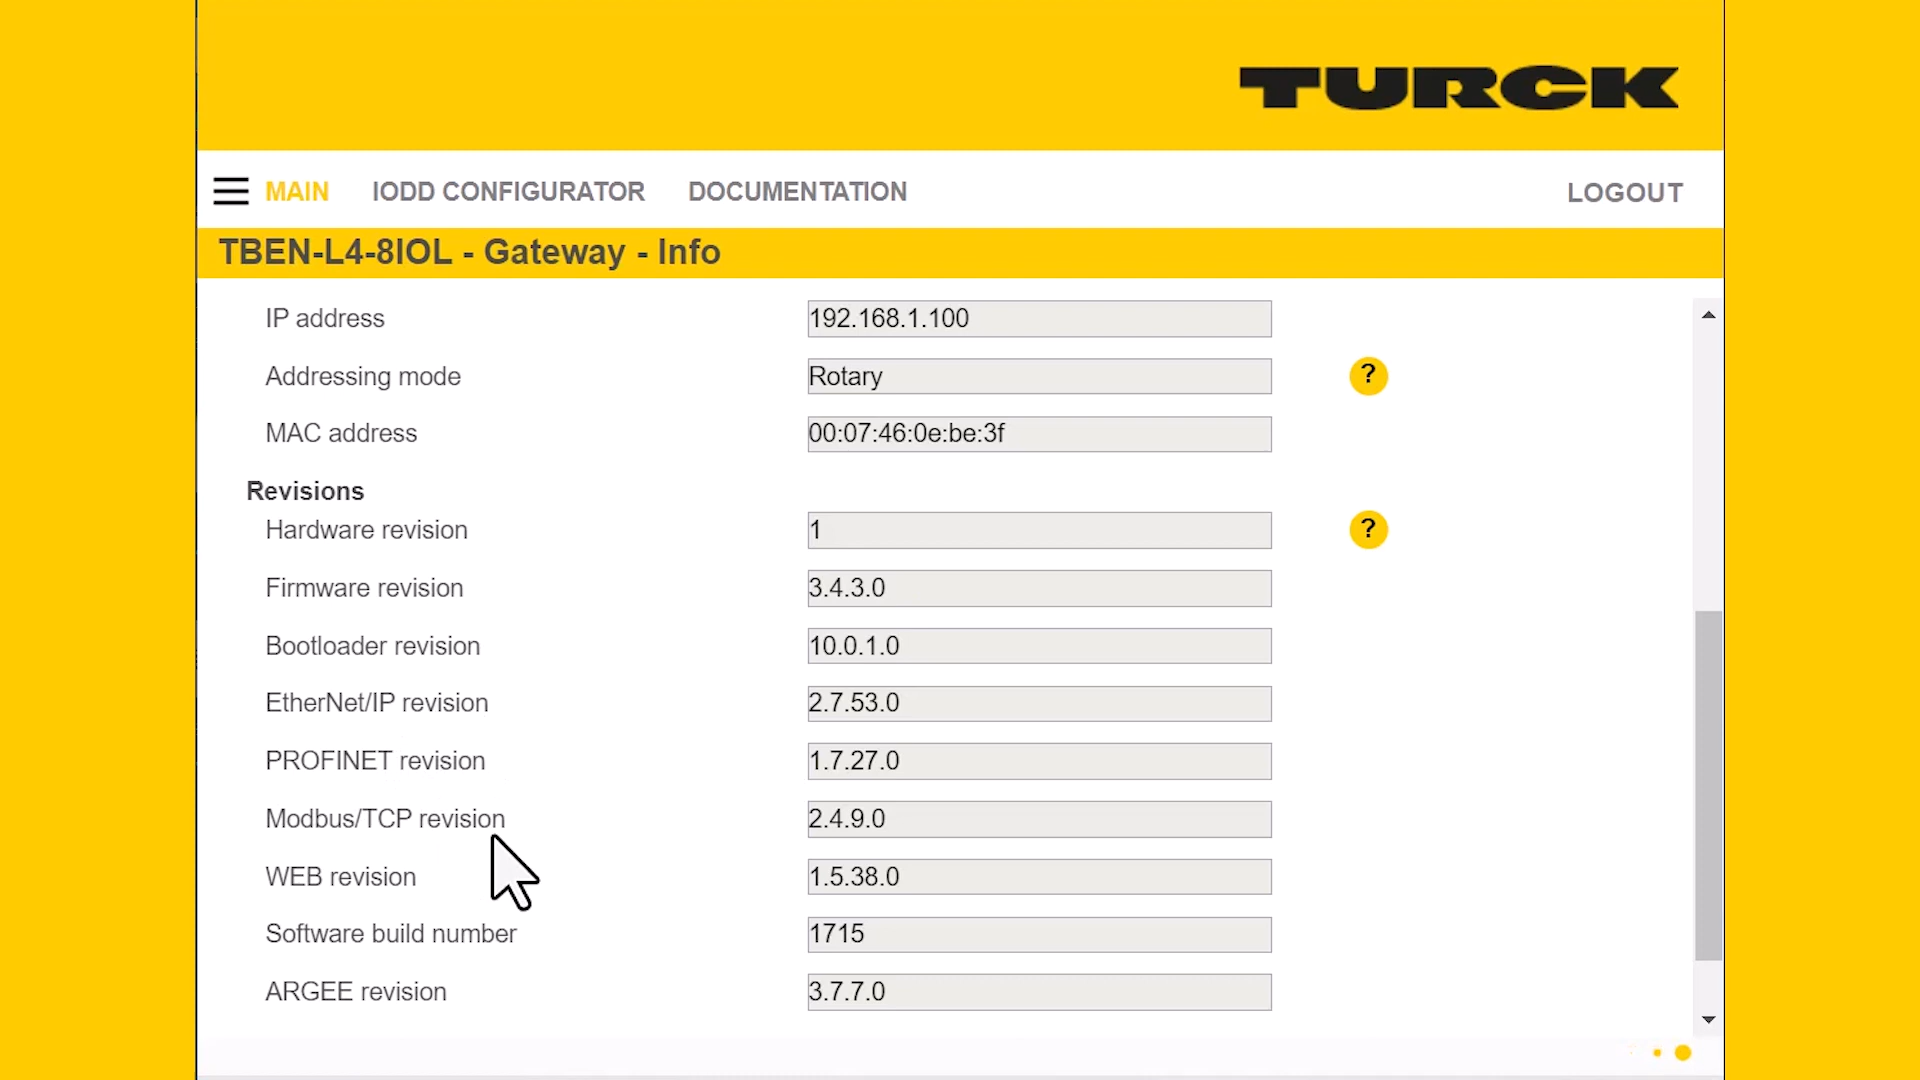 TURCK
MAIN IODD CONFIGURATOR DOCUMENTATION LOGOUT
TBEN-L4-8IOL - Gateway - Info
IP address 192.168.1.100
Addressing mode Rotary ?
MAC address 00:07:46:0e:be:3f
Revisions
Hardware revision 1 ?
Firmware revision 3.4.3.0
Bootloader revision 10.0.1.0
EtherNet/IP revision 2.7.53.0
PROFINET revision 1.7.27.0
Modbus/TCP revision 2.4.9.0
WEB revision 1.5.38.0
Software build number 1715
ARGEE revision 3.7.7.0